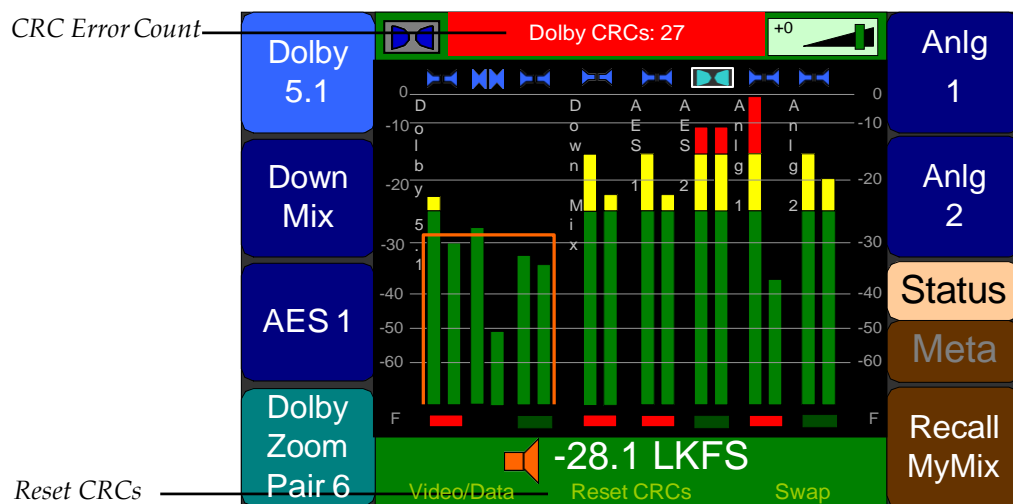 CRC Error Count
Dolby
5.1
Dolby CRCs: 27
+0
Anlg
1
0
-10
-20
-30
-40
-50
-60
F
Dolby 5.1
Down Mix
AES 1
AES 2
Anlg 1
Anlg 2
0
-10
-20
-30
-40
-50
-60
F
Down
Mix
AES 1
Dolby
Zoom
Pair 6
Anlg
2
Status
Meta
Recall
MyMix
-28.1 LKFS
Reset CRCs
Video/Data
Reset CRCs
Swap